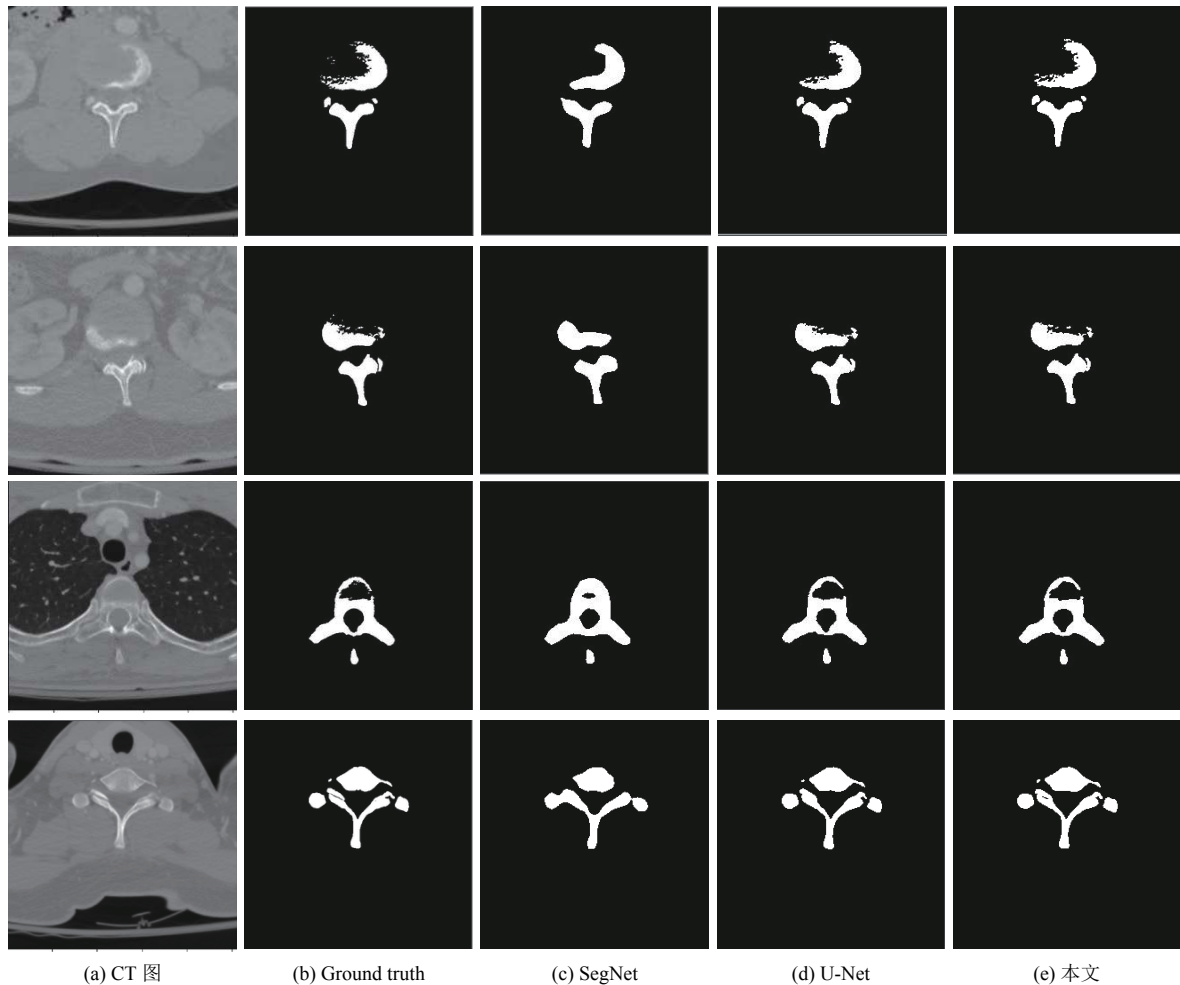 (a) CT 图
(b) Ground truth
(c) SegNet
(d) U-Net
(e) 本文